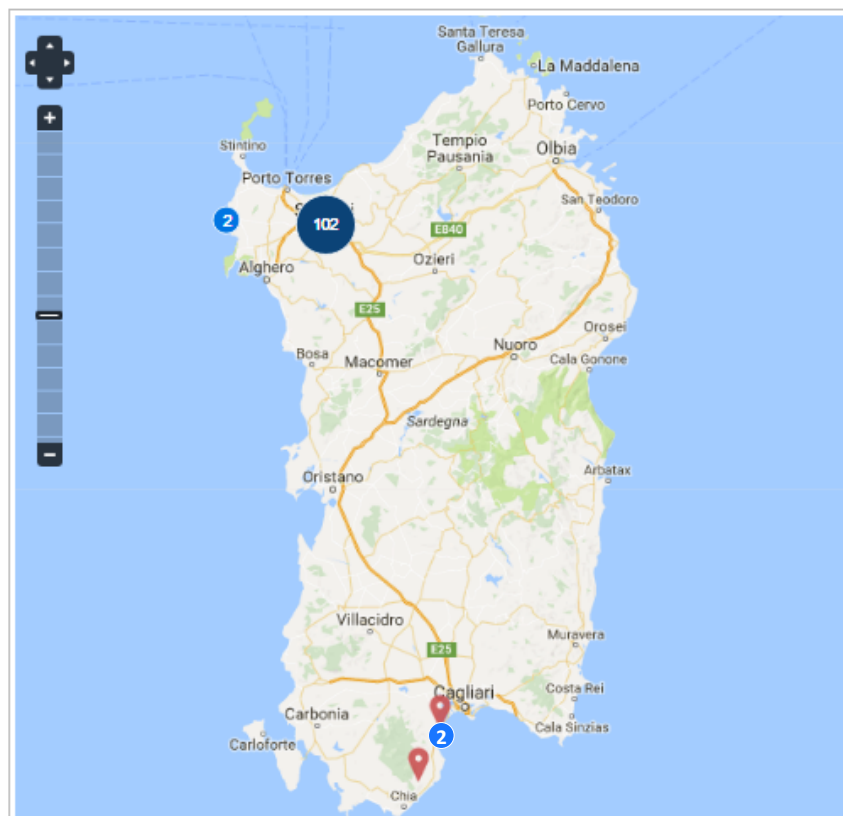 Santa Teresa
Gallura
La Maddalena
Porto Cervo
Stintino
Tempio
Pausania
Olbia
Porto Torres
San Teodoro
2
102
E840
Alghero
Ozieri
E25
Orosei
Bosa
Macomer
Nuoro
Cala Gonone
Sardegna
Oristano
Arbatax
Villacidro
Muravera
E25
Cagliari
Costa Rei
Carbonia
Cala Sinzias
Carloforte
2
Chia